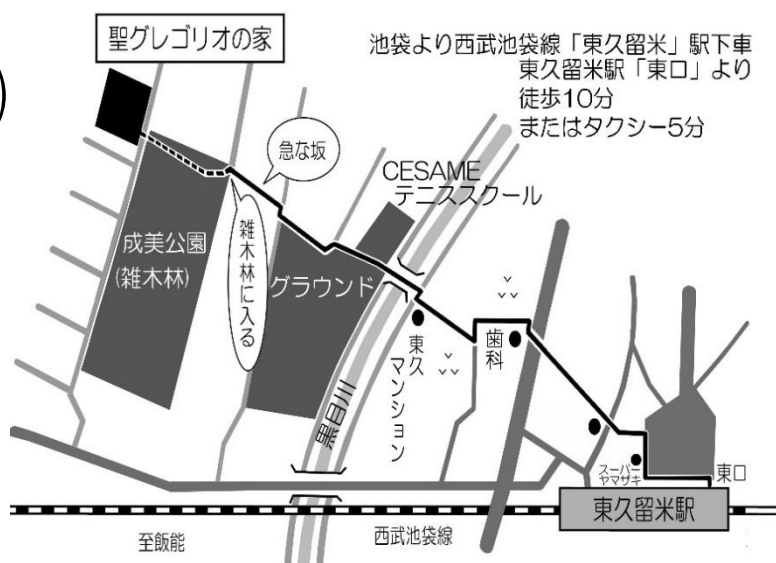 聖グレゴリオの家
池袋より西武池袋線「東久留米」駅下車
東久留米駅「東口」より
徒歩10分
またはタクシー5分
急な坂
CESAME
テニススクール
成美公園
(雑木林)
雑木林に入る
グラウンド
東久
マンション
歯科
黒目川
スーパー
ヤマザキ
東口
東久留米駅
至飯能
西武池袋線